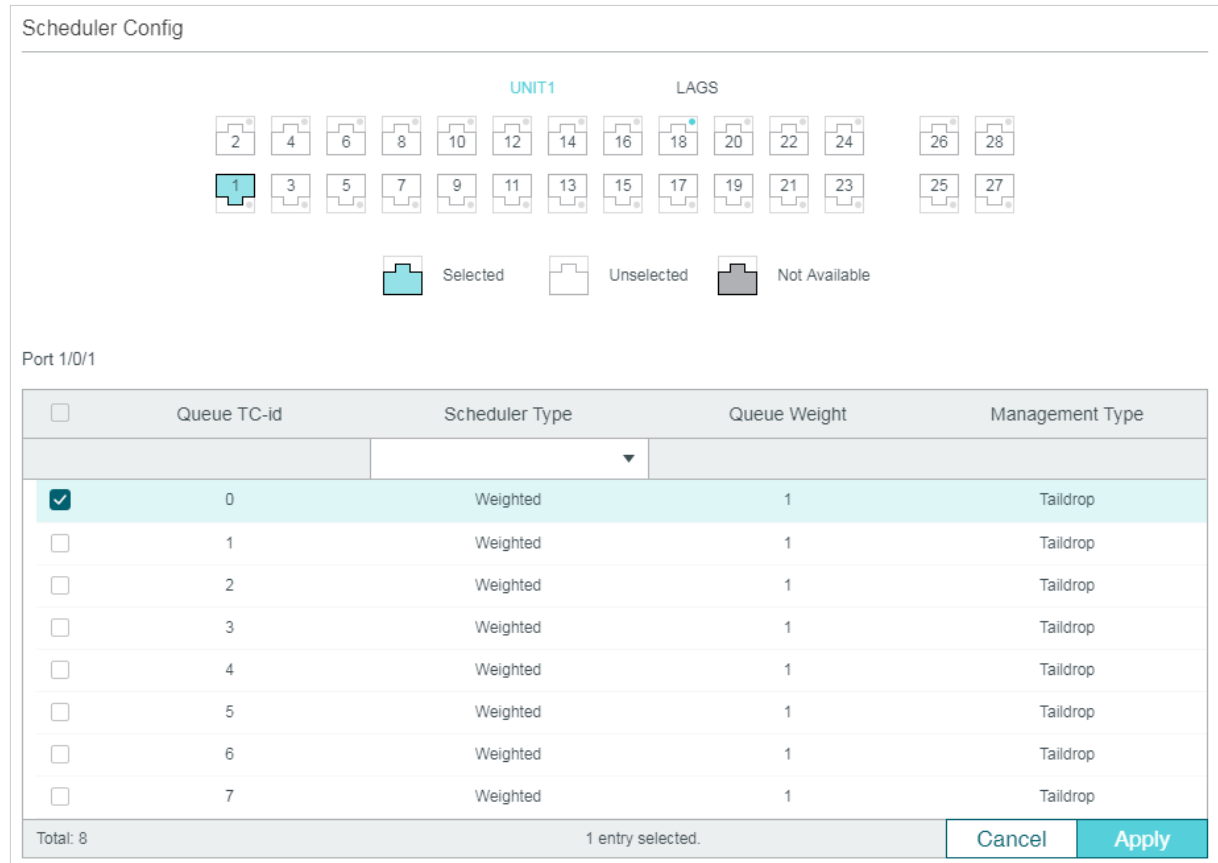 Scheduler Config
UNIT1 LAGS
2 4 6 8 10 12 14 16 18 20 22 24 26 28
1 3 5 7 9 11 13 15 17 19 21 23 25 27
Selected Unselected Not Available
Port 1/0/1
Queue TC-id Scheduler Type Queue Weight Management Type
0 Weighted 1 Taildrop
1 Weighted 1 Taildrop
2 Weighted 1 Taildrop
3 Weighted 1 Taildrop
4 Weighted 1 Taildrop
5 Weighted 1 Taildrop
6 Weighted 1 Taildrop
7 Weighted 1 Taildrop
Total: 8 1 entry selected. Cancel Apply